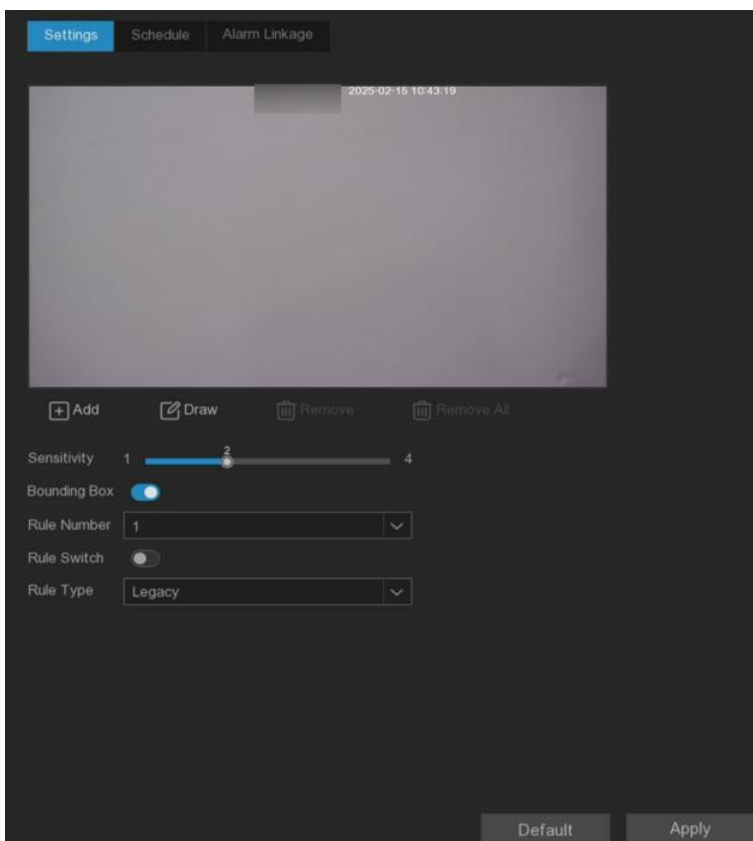 Settings Schedule Alarm Linkage
2025-02-15 10:43:19
Add Draw Remove Remove All
2
Sensitivity 1 4
Bounding Box
Rule Number 1
Rule Switch
Rule Type Legacy
Default Apply